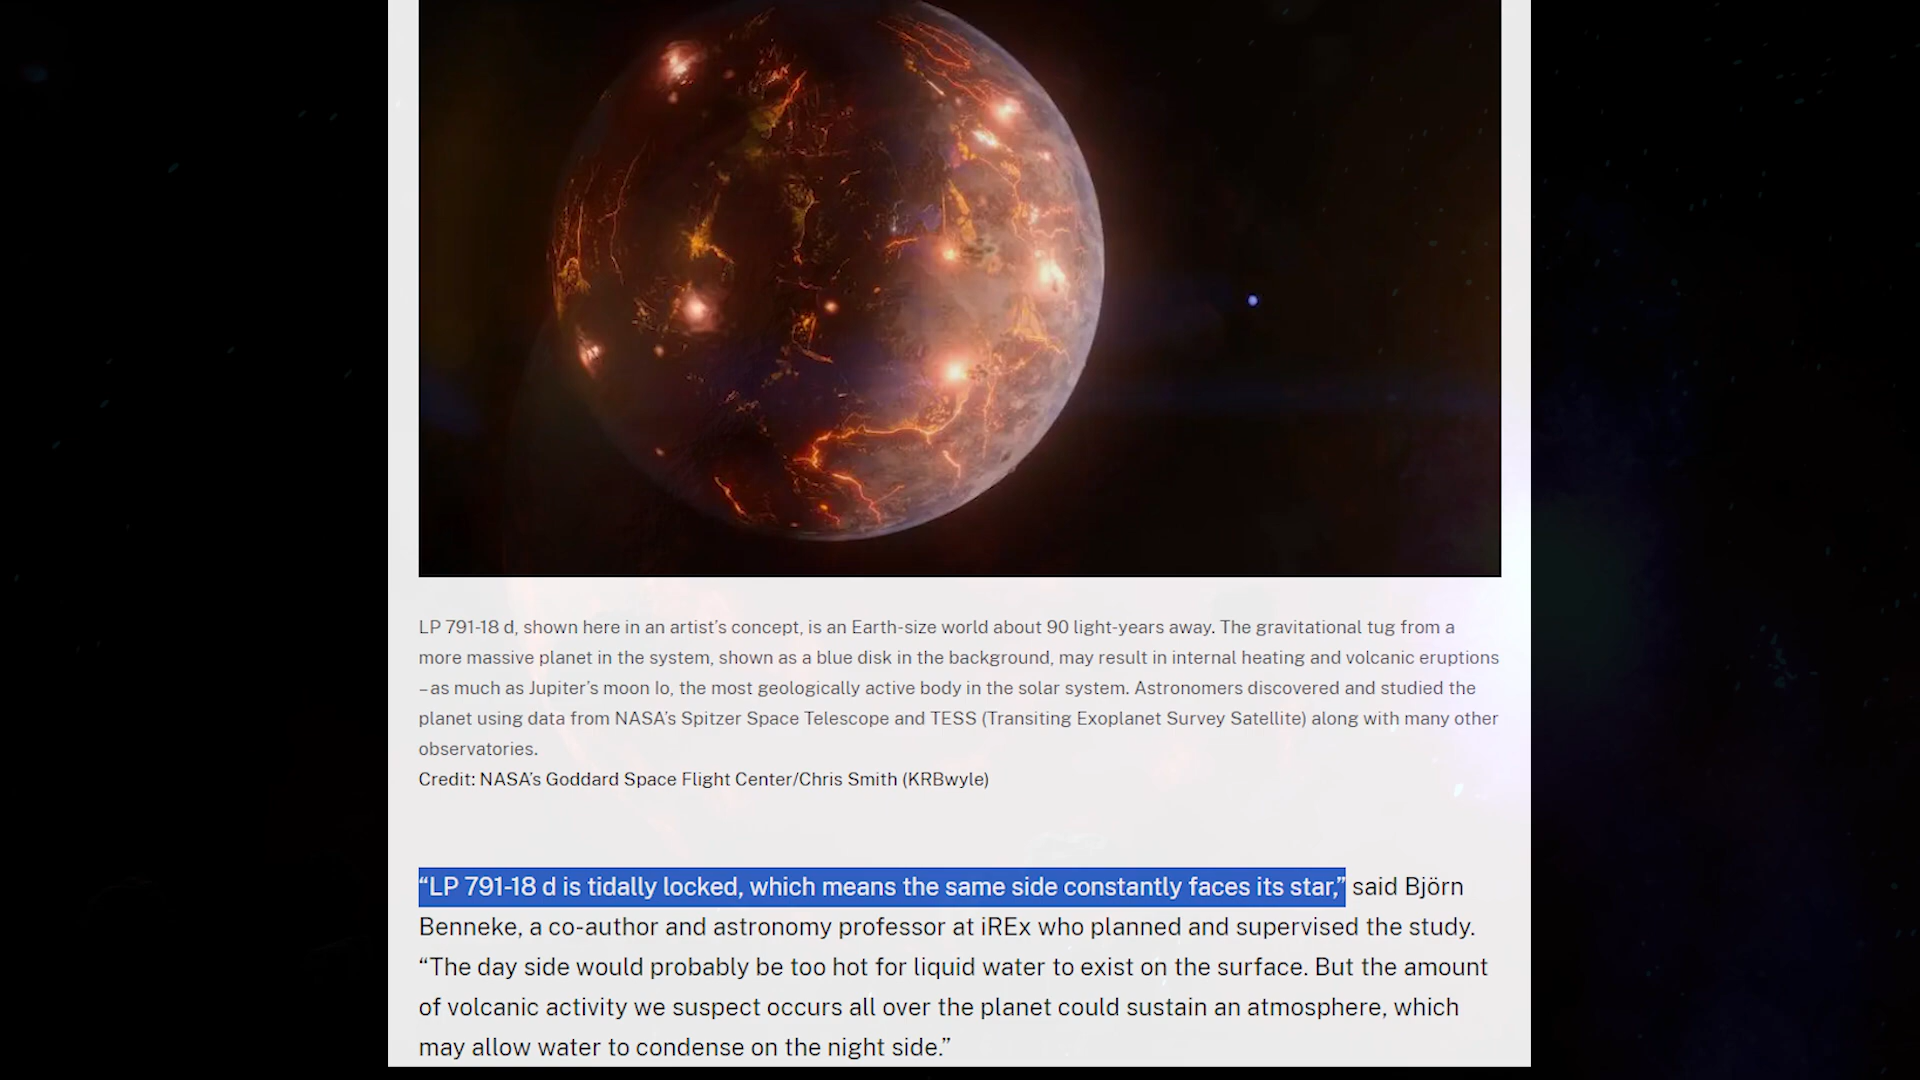 LP 791-18 d, shown here in an artist’s concept, is an Earth-size world about 90 light-years away. The gravitational tug from a
more massive planet in the system, shown as a blue disk in the background, may result in internal heating and volcanic eruptions
– as much as Jupiter’s moon Io, the most geologically active body in the solar system. Astronomers discovered and studied the
planet using data from NASA’s Spitzer Space Telescope and TESS (Transiting Exoplanet Survey Satellite) along with many other
observatories.
Credit: NASA’s Goddard Space Flight Center/Chris Smith (KRBwyle)
“LP 791-18 d is tidally locked, which means the same side constantly faces its star,” said Björn
Benneke, a co-author and astronomy professor at iREx who planned and supervised the study.
“The day side would probably be too hot for liquid water to exist on the surface. But the amount
of volcanic activity we suspect occurs all over the planet could sustain an atmosphere, which
may allow water to condense on the night side.”